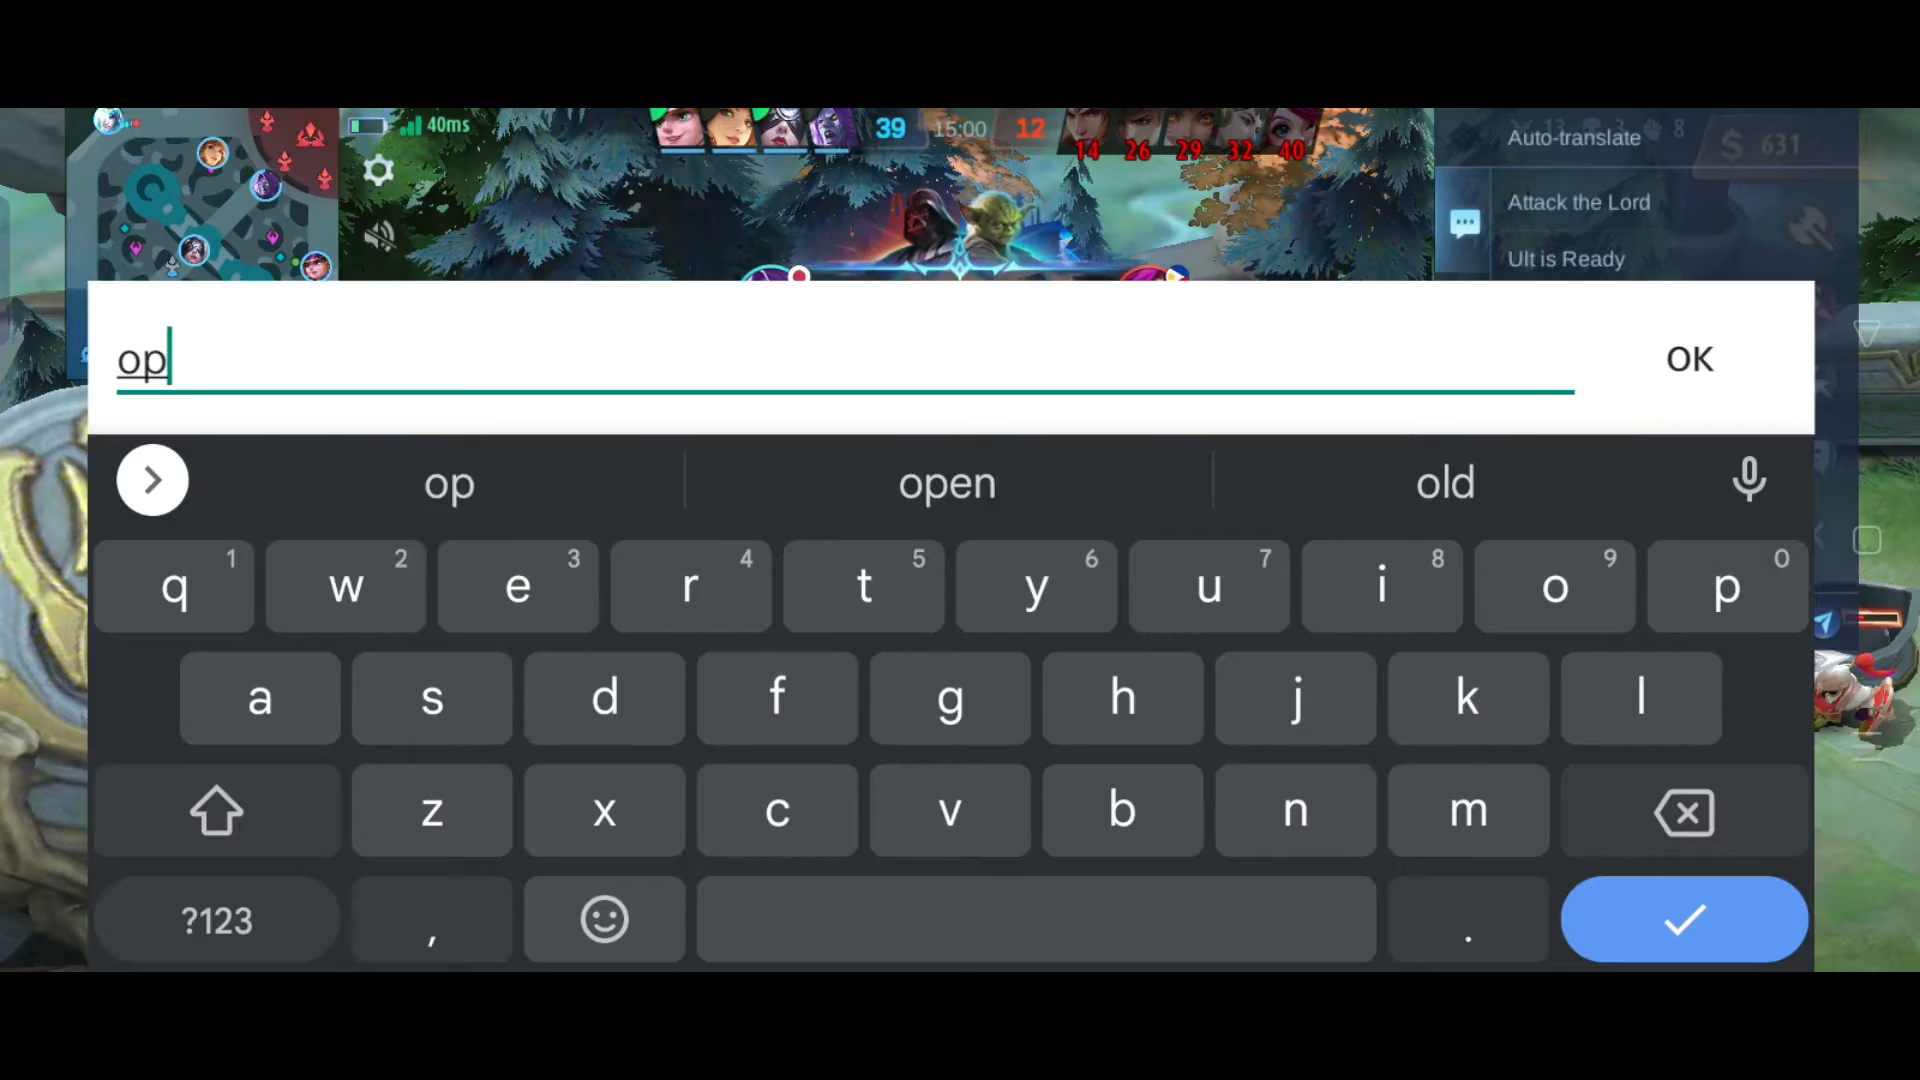 40ms
39 15:00 12
14 26 29 32 40
Auto-translate
8
$ 631
Attack the Lord
Ult is Ready
op
OK
op open old
q 1 w 2 e 3 r 4 t 5 y 6 u 7 i 8 o 9 p 0
a s d f g h j k l
z x c v b n m
?123 , .